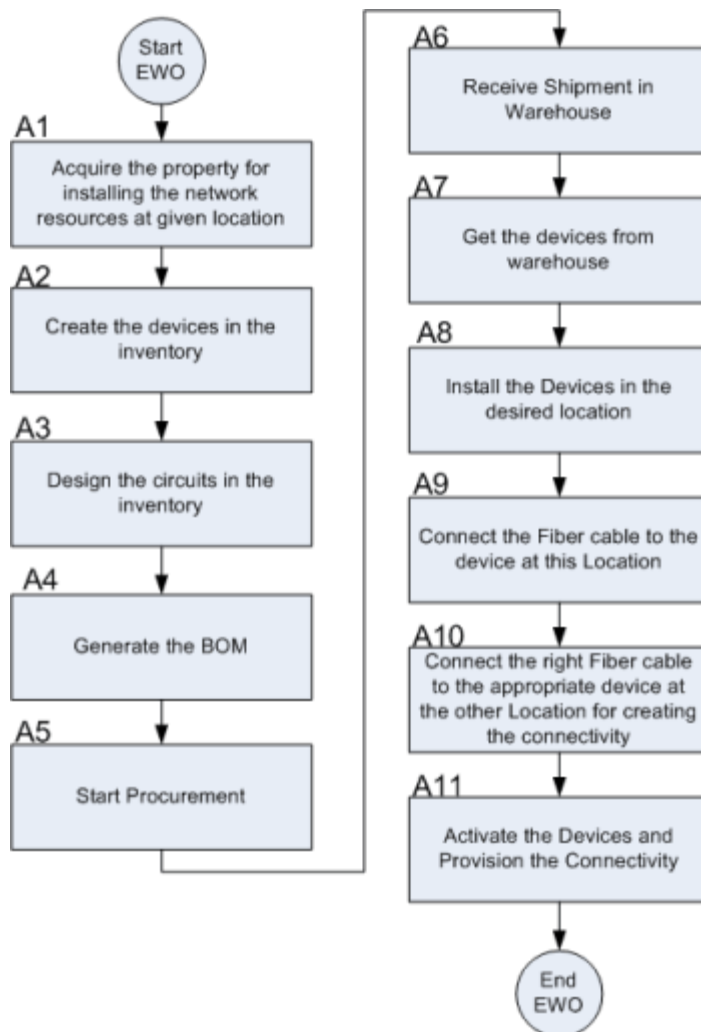 Start
EWO
A1
Acquire the property for
installing the network
resources at given location
A2
Create the devices in the
inventory
A3
Design the circuits in the
inventory
A4
Generate the BOM
A5
Start Procurement
A6
Receive Shipment in
Warehouse
A7
Get the devices from
warehouse
A8
Install the Devices in the
desired location
A9
Connect the Fiber cable to the
device at this Location
A10
Connect the right Fiber cable
to the appropriate device at
the other Location for creating
the connectivity
A11
Activate the Devices and
Provision the Connectivity
End
EWO